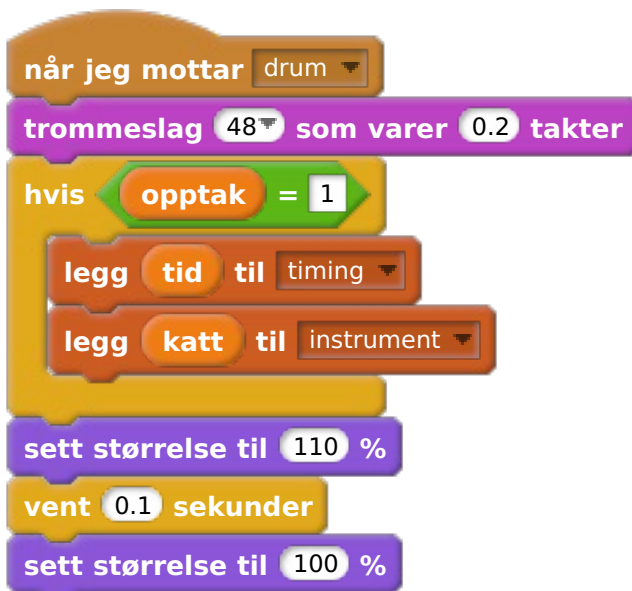 når jeg mottar drum
trommeslag 48 som varer 0.2 takter
hvis opptak = 1
legg tid til timing
legg katt til instrument
sett størrelse til 110 %
vent 0.1 sekunder
sett størrelse til 100 %